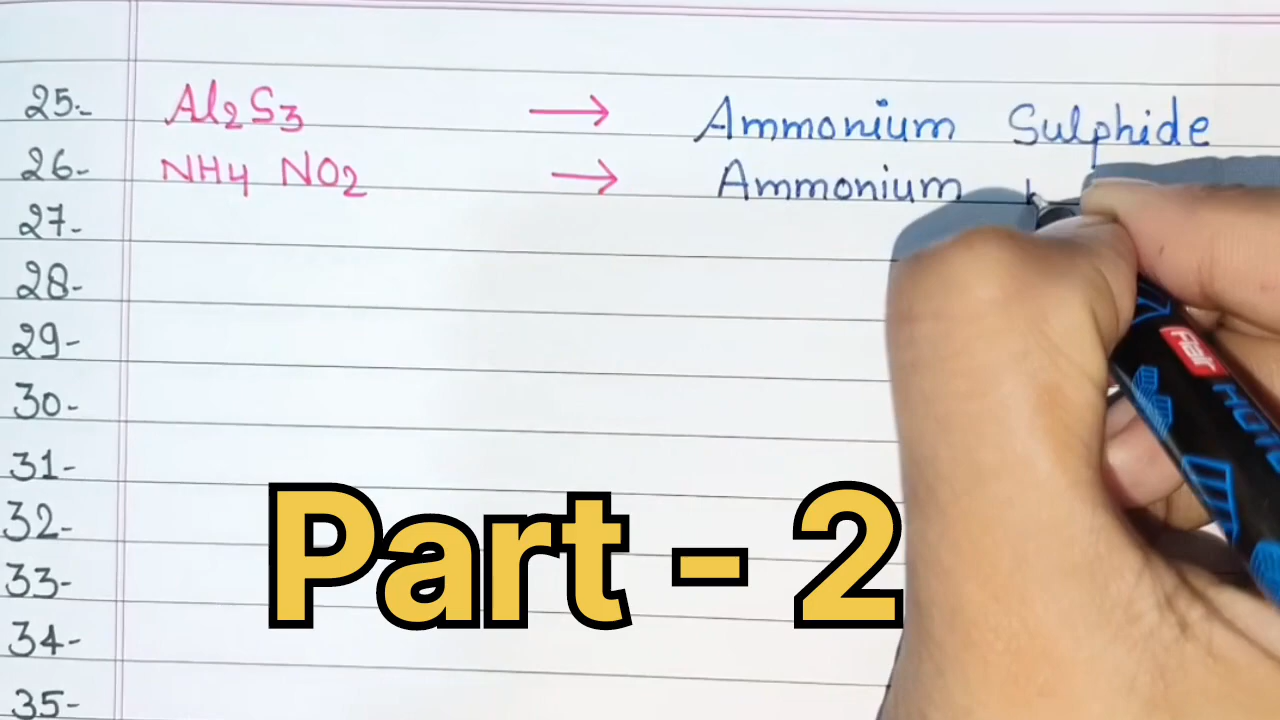 25.- Al2S3 → Ammonium Sulphide
26- NH4 NO2 → Ammonium
27-
28-
29-
30-
31-
32-
33-
34-
35-
Part - 2
Flair